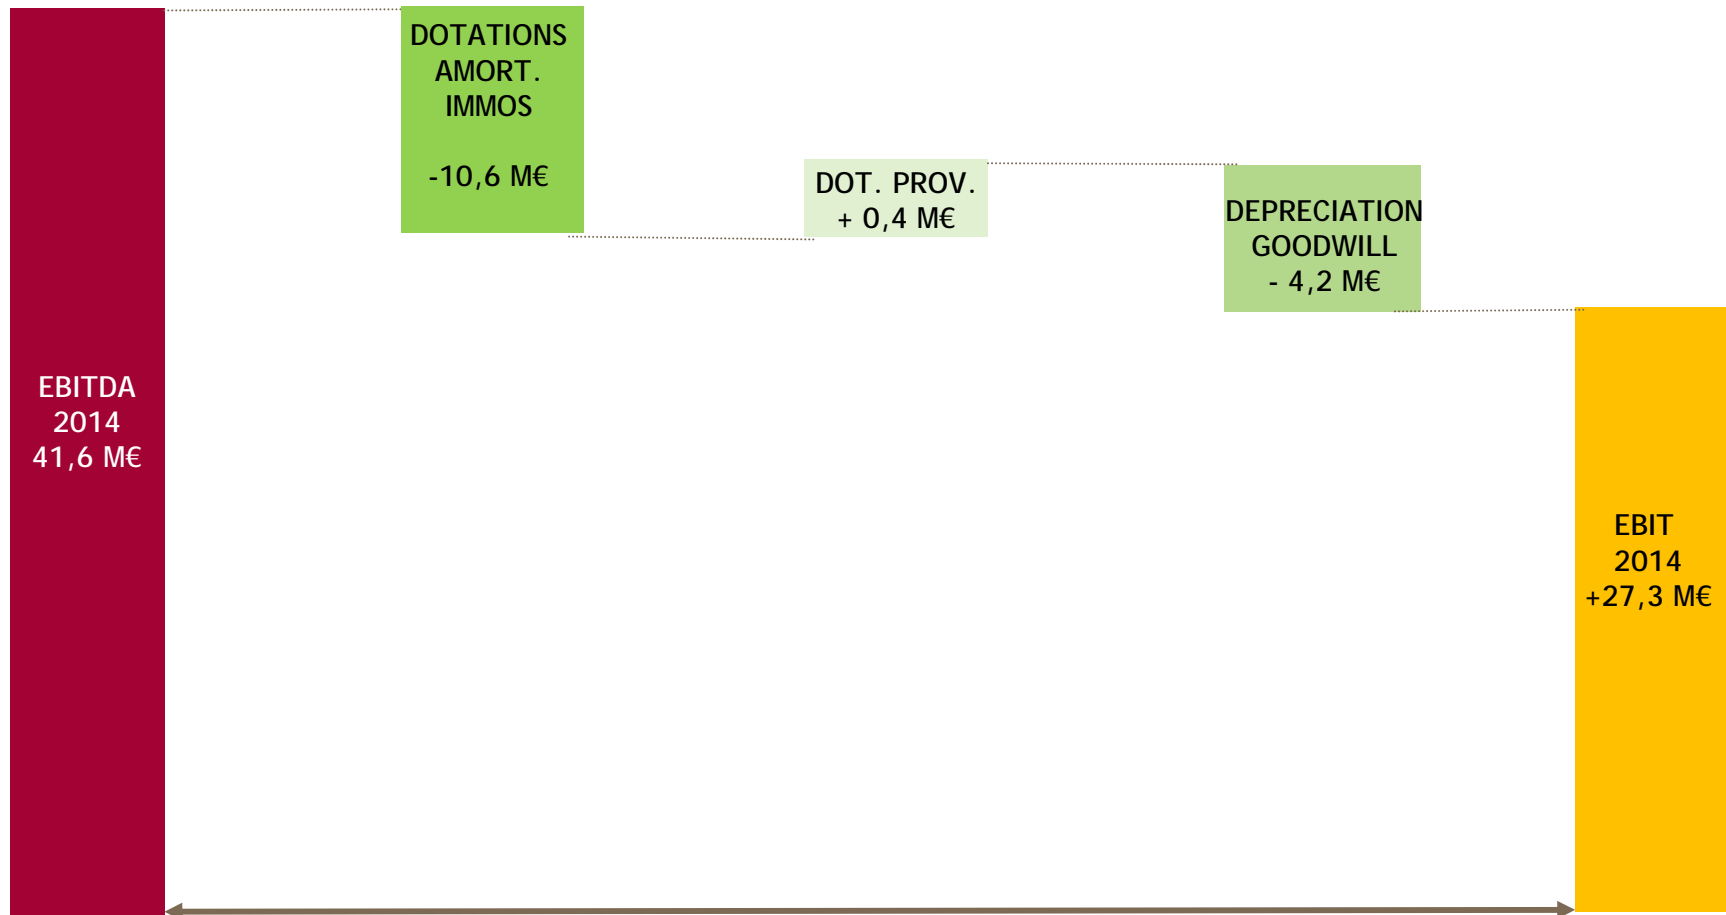 EBITDA
2014
41,6 M€
DOTATIONS
AMORT.
IMMOS
-10,6 M€
DOT. PROV.
+ 0,4 M€
DEPRECIATION
GOODWILL
- 4,2 M€
EBIT
2014
+27,3 M€